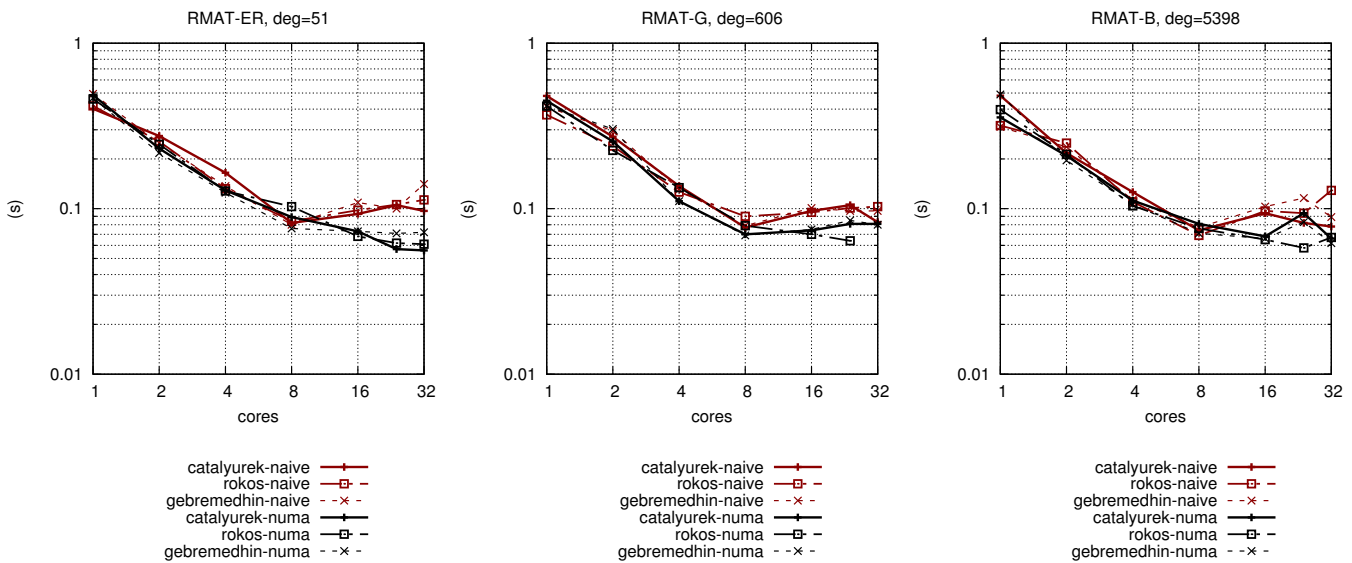 RMAT-ER, deg=51
1
0.1
0.01
(s)
1 2 4 8 16 32
cores
catalyurek-naive
rokos-naive
gebremedhin-naive
catalyurek-numa
rokos-numa
gebremedhin-numa
RMAT-G, deg=606
1
0.1
0.01
(s)
1 2 4 8 16 32
cores
catalyurek-naive
rokos-naive
gebremedhin-naive
catalyurek-numa
rokos-numa
gebremedhin-numa
RMAT-B, deg=5398
1
0.1
0.01
(s)
1 2 4 8 16 32
cores
catalyurek-naive
rokos-naive
gebremedhin-naive
catalyurek-numa
rokos-numa
gebremedhin-numa